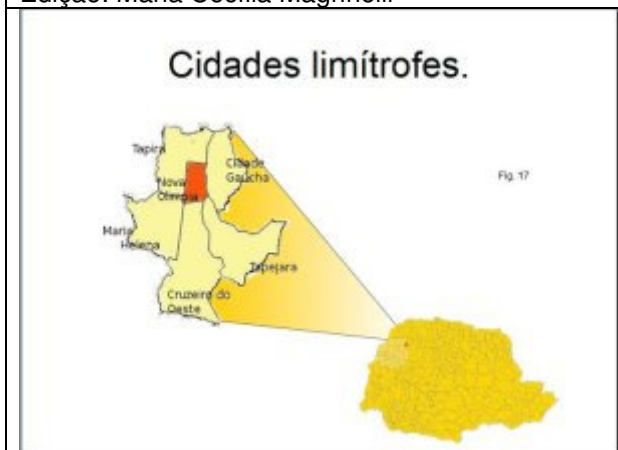 Edição: Maria Cecília Magrinelli
Cidades limítrofes.
Tapira
Cidade
Gaúcha
Nova
Olímpia
Fig. 17
Maria
Helena
Tapejara
Cruzeiro do
Oeste